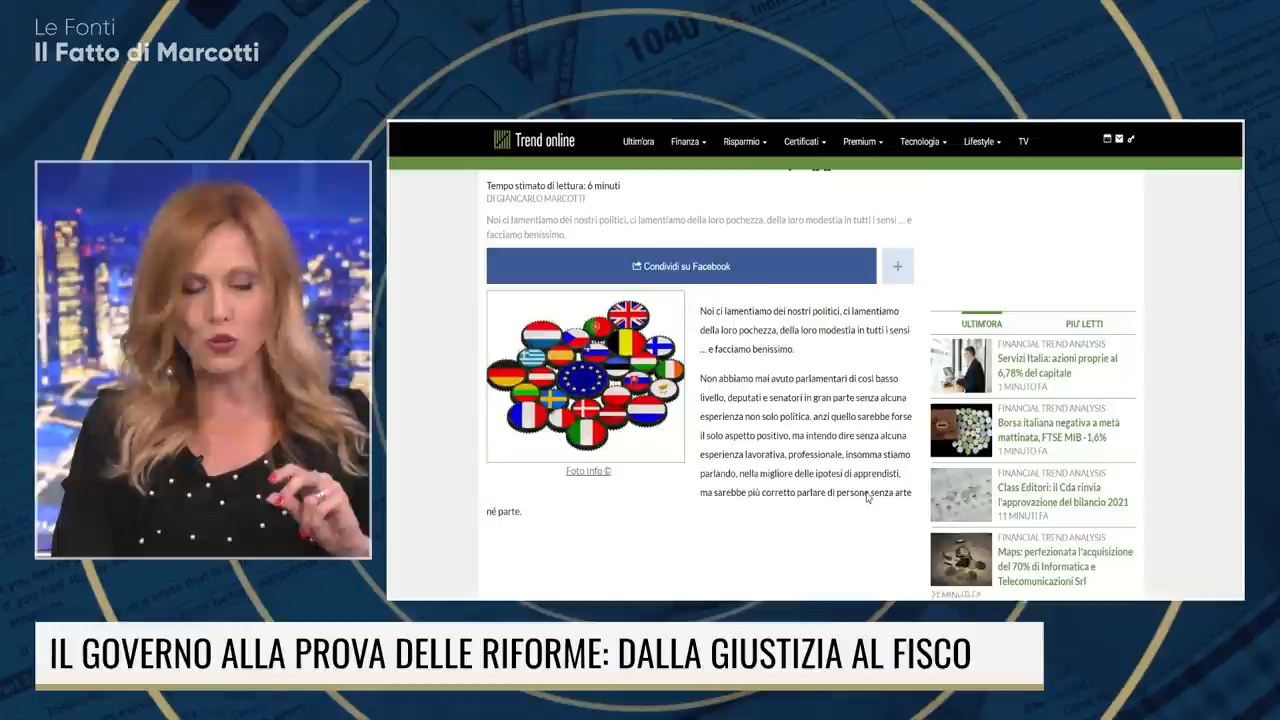 Le Fonti
Il Fatto di Marcotti
1040
Trend online
Ultim'ora
Finanza
Risparmio
Certificati
Premium
Tecnologia
Lifestyle
TV
Tempo stimato di lettura: 6 minuti
DI GIANCARLO MARCOTTI
Noi ci lamentiamo dei nostri politici, ci lamentiamo della loro pochezza, della loro modestia in tutti i sensi ... e
facciamo benissimo.
Condividi su Facebook
+
Foto Info ©
Noi ci lamentiamo dei nostri politici, ci lamentiamo
della loro pochezza, della loro modestia in tutti i sensi
... e facciamo benissimo.
Non abbiamo mai avuto parlamentari di così basso
livello, deputati e senatori in gran parte senza alcuna
esperienza non solo politica, anzi quello sarebbe forse
il solo aspetto positivo, ma intendo dire senza alcuna
esperienza lavorativa, professionale, insomma stiamo
parlando, nella migliore delle ipotesi di apprendisti,
ma sarebbe più corretto parlare di persone senza arte
né parte.
ULTIM'ORA
PIU' LETTI
FINANCIAL TREND ANALYSIS
Servizi Italia: azioni proprie al
6,78% del capitale
1 MINUTO FA
FINANCIAL TREND ANALYSIS
Borsa italiana negativa a metà
mattinata, FTSE MIB -1,6%
1 MINUTO FA
FINANCIAL TREND ANALYSIS
Class Editori: il Cda rinvia
l'approvazione del bilancio 2021
11 MINUTI FA
FINANCIAL TREND ANALYSIS
Maps: perfezionata l'acquisizione
del 70% di Informatica e
Telecomunicazioni Srl
IL GOVERNO ALLA PROVA DELLE RIFORME: DALLA GIUSTIZIA AL FISCO